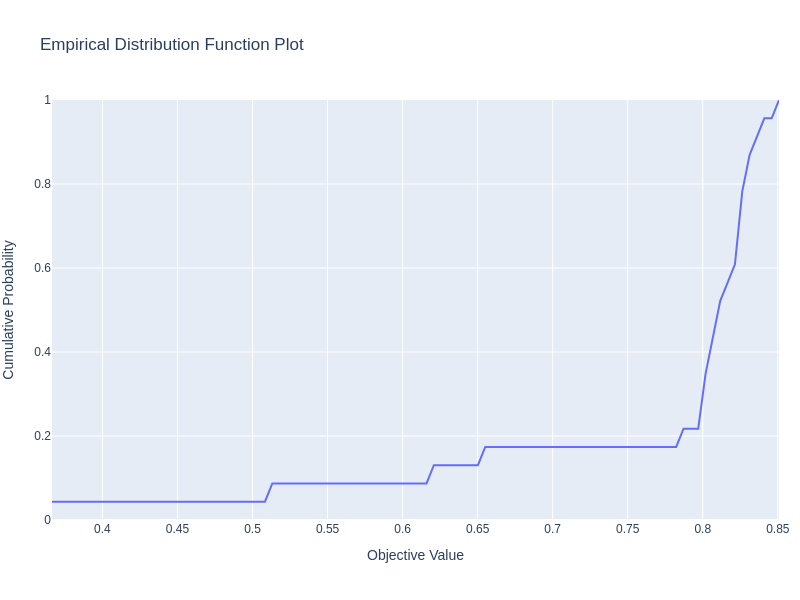 Empirical Distribution Function Plot
1
0.8
0.6
0.4
0.2
0
Cumulative Probability
0.4 0.45 0.5 0.55 0.6 0.65 0.7 0.75 0.8 0.85
Objective Value